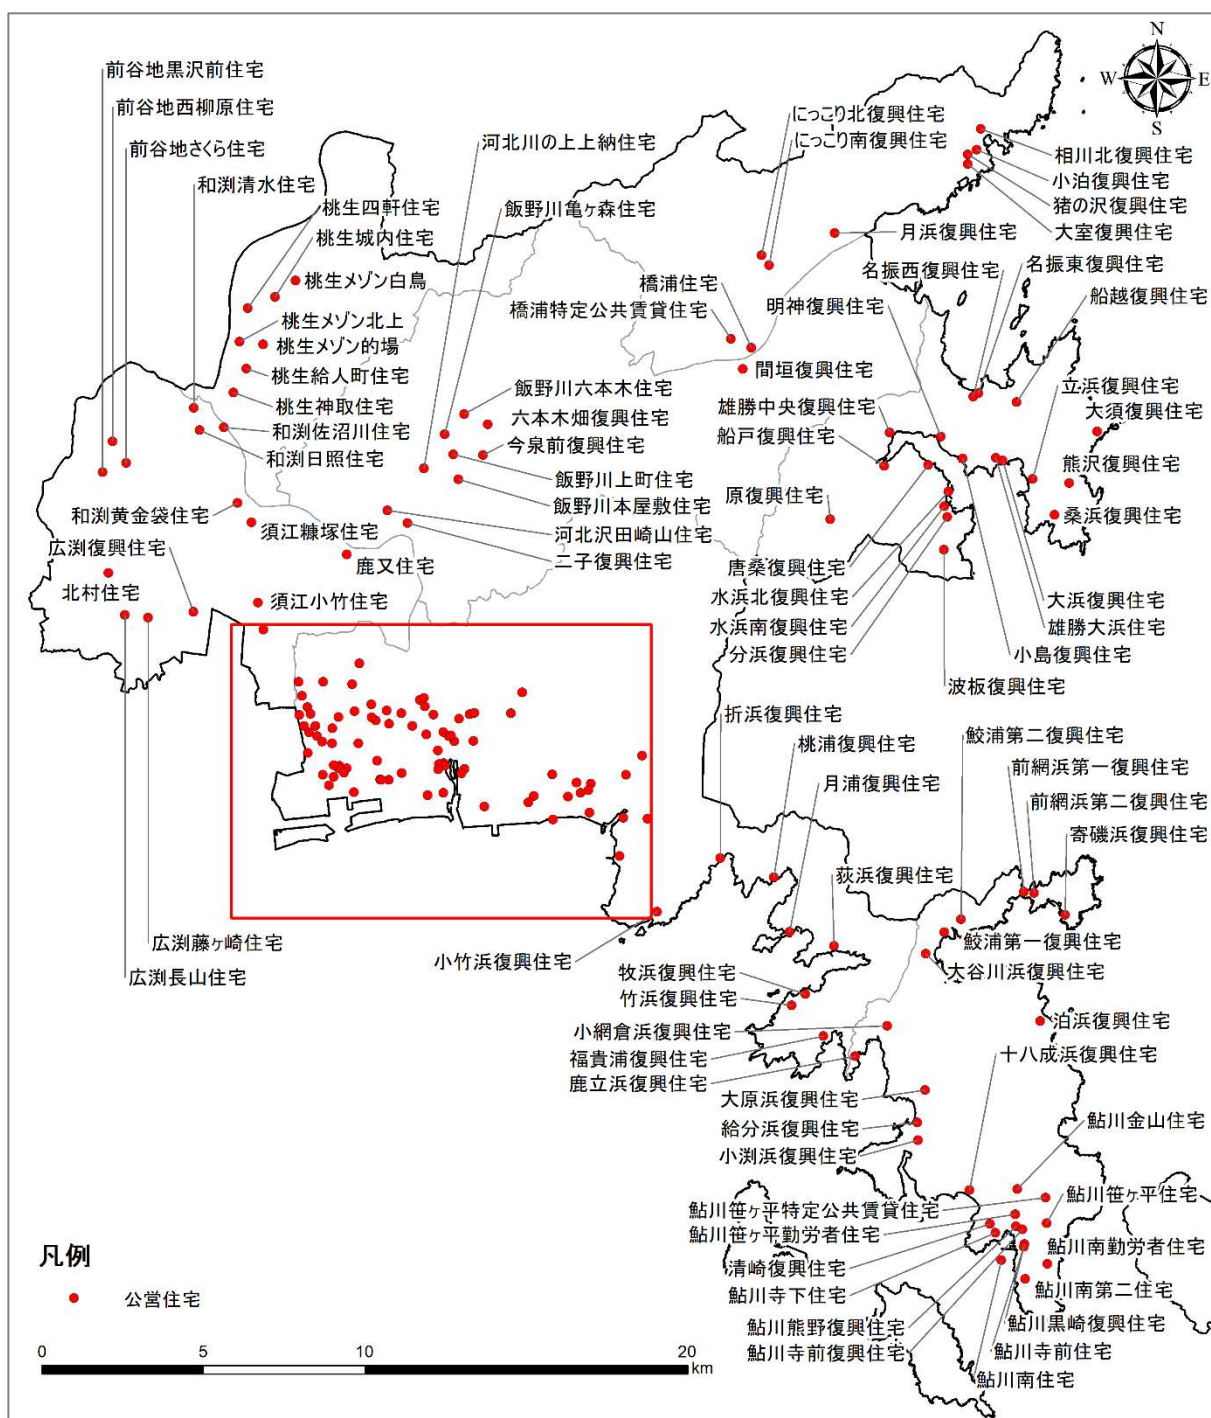 N
W
E
S
前谷地黒沢前住宅
前谷地西柳原住宅
前谷地さくら住宅
和渕清水住宅
桃生四軒住宅
桃生城内住宅
桃生メゾン白鳥
桃生メゾン北上
桃生メゾン的場
桃生給人町住宅
桃生神取住宅
和渕佐沼川住宅
和渕日照住宅
和渕黄金袋住宅
広渕復興住宅
北村住宅
須江糠塚住宅
鹿又住宅
須江小竹住宅
広渕藤ヶ崎住宅
広渕長山住宅
河北川の上上納住宅
飯野川亀ヶ森住宅
飯野川六本木住宅
六本木畑復興住宅
今泉前復興住宅
飯野川上町住宅
飯野川本屋敷住宅
河北沢田崎山住宅
二子復興住宅
にっこり北復興住宅
にっこり南復興住宅
相川北復興住宅
小泊復興住宅
猪の沢復興住宅
大室復興住宅
月浜復興住宅
名振西復興住宅
名振東復興住宅
船越復興住宅
橋浦住宅
橋浦特定公共賃貸住宅
明神復興住宅
間垣復興住宅
立浜復興住宅
大須復興住宅
雄勝中央復興住宅
船戸復興住宅
熊沢復興住宅
原復興住宅
桑浜復興住宅
唐桑復興住宅
水浜北復興住宅
水浜南復興住宅
分浜復興住宅
大浜復興住宅
雄勝大浜住宅
小島復興住宅
波板復興住宅
折浜復興住宅
桃浦復興住宅
月浦復興住宅
鮫浦第二復興住宅
前網浜第一復興住宅
前網浜第二復興住宅
寄磯浜復興住宅
荻浜復興住宅
小竹浜復興住宅
鮫浦第一復興住宅
大谷川浜復興住宅
牧浜復興住宅
竹浜復興住宅
小網倉浜復興住宅
福貴浦復興住宅
鹿立浜復興住宅
泊浜復興住宅
十八成浜復興住宅
大原浜復興住宅
給分浜復興住宅
小渕浜復興住宅
鮎川金山住宅
鮎川笹ヶ平特定公共賃貸住宅
鮎川笹ヶ平勤労者住宅
鮎川笹ヶ平住宅
清崎復興住宅
鮎川寺下住宅
鮎川南勤労者住宅
鮎川南第二住宅
鮎川熊野復興住宅
鮎川寺前復興住宅
鮎川黒崎復興住宅
鮎川寺前住宅
鮎川南住宅
凡例
公営住宅
0 5 10 20
km